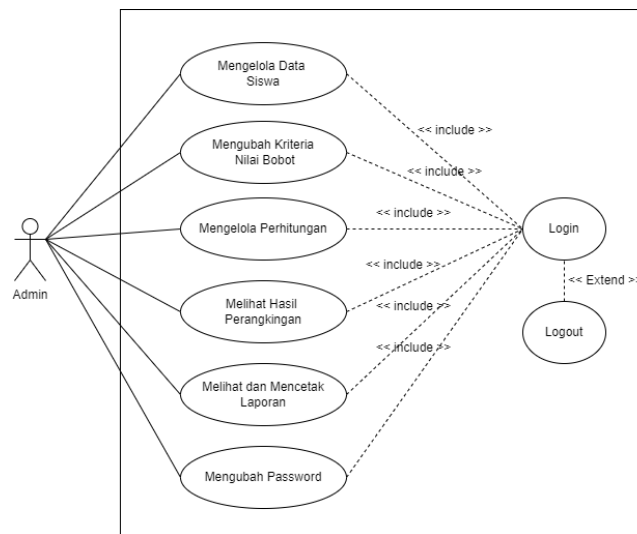 Mengelola Data
Siswa
<< include >>
Mengubah Kriteria
Nilai Bobot
<< include >>
Mengelola Perhitungan
<< include >>
Login
Admin
<< include >>
<< Extend >>
Melihat Hasil
Perangkingan
<< include >>
Logout
<< include >>
Melihat dan Mencetak
Laporan
Mengubah Password